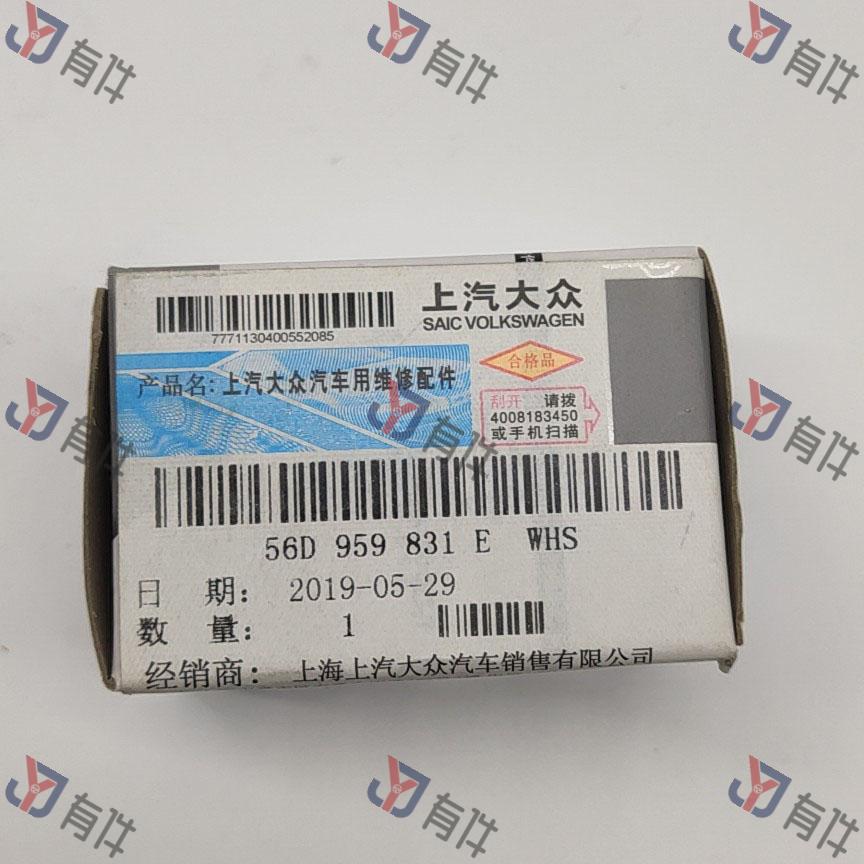 上汽大众
SAIC VOLKSWAGEN
7771130400552085
产品名: 上汽大众汽车用维修配件
合格品
刮开 请拨
4008183450
或手机扫描
56D 959 831 E WHS
日 期: 2019-05-29
数 量: 1
经销商: 上海上汽大众汽车销售有限公司
有件
有件
有件
有件
有件
有件
有件
有件
有件